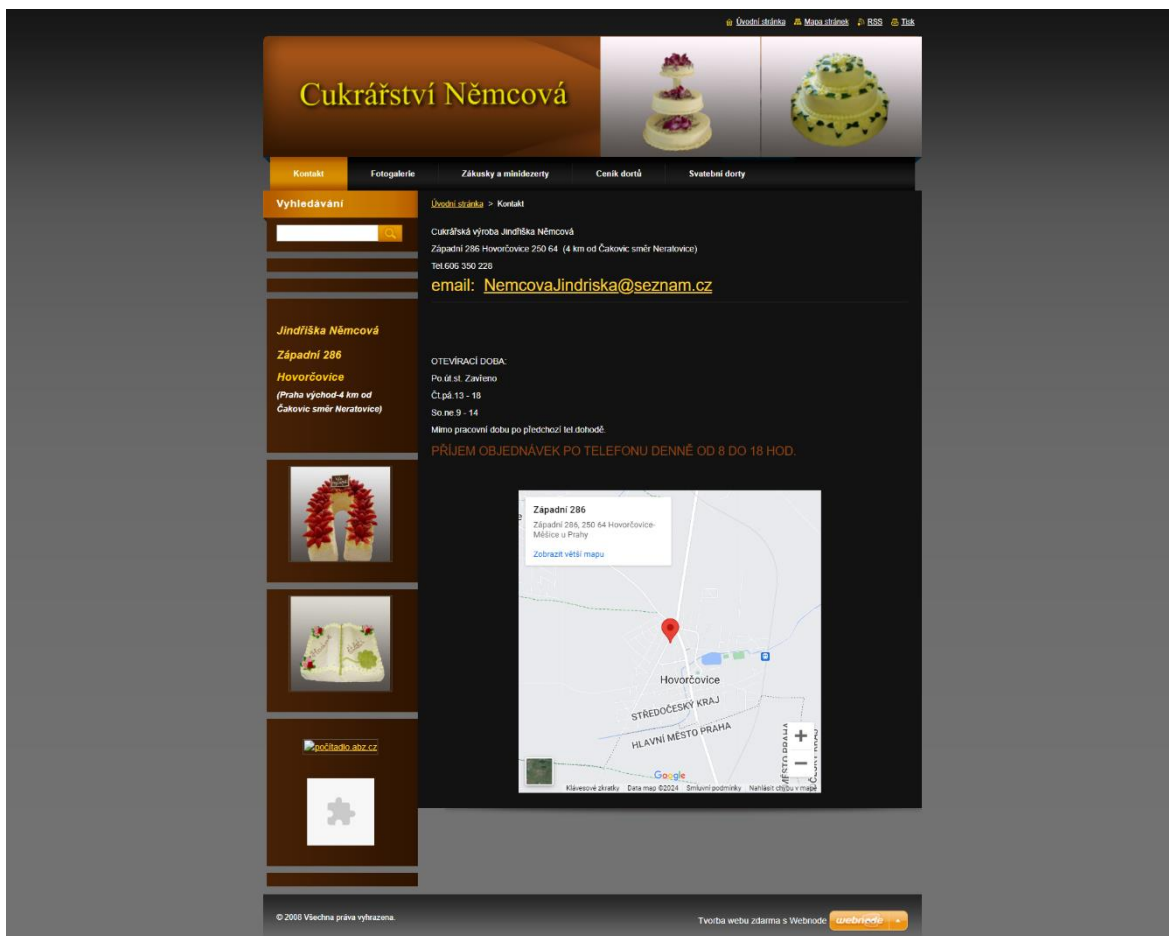 Úvodní stránka Mapa stránek RSS Tisk
Cukrářství Němcová
Kontakt Fotogalerie Zákusky a minidezerty Ceník dortů Svatební dorty
Vyhledávání
Úvodní stránka > Kontakt
Cukrářská výroba Jindřiška Němcová
Západní 286 Hovorčovice 250 64 (4 km od Čakovic směr Neratovice)
Tel.606 350 228
email: NemcovaJindriska@seznam.cz
Jindřiška Němcová
Západní 286
Hovorčovice
(Praha východ-4 km od
Čakovic směr Neratovice)
OTEVÍRACÍ DOBA:
Po.út.st. Zavřeno
Čt.pá.13 - 18
So.ne.9 - 14
Mimo pracovní dobu po předchozí tel.dohodě.
PŘÍJEM OBJEDNÁVEK PO TELEFONU DENNĚ OD 8 DO 18 HOD.
Západní 286
Západní 286, 250 64 Hovorčovice-
Měšice u Prahy
Zobrazit větší mapu
Hovorčovice
STŘEDOČESKÝ KRAJ
HLAVNÍ MĚSTO PRAHA
Google
Klávesové zkratky Data map ©2024 Smluvní podmínky Nahlásit chybu v mapě
počítadlo.abz.cz
© 2008 Všechna práva vyhrazena.
Tvorba webu zdarma s Webnode webnode